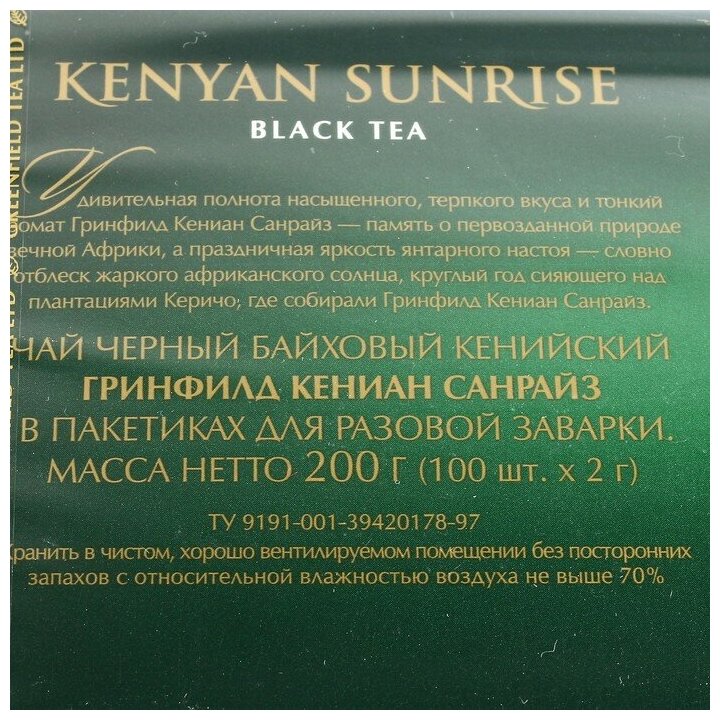 KENYAN SUNRISE
BLACK TEA
Удивительная полнота насыщенного, терпкого вкуса и тонкий
омат Гринфилд Кениан Санрайз — память о первозданной природе
вечной Африки, а праздничная яркость янтарного настоя — словно
отблеск жаркого африканского солнца, круглый год сияющего над
плантациями Керичо, где собирали Гринфилд Кениан Санрайз.
ЧАЙ ЧЕРНЫЙ БАЙХОВЫЙ КЕНИЙСКИЙ
ГРИНФИЛД КЕНИАН САНРАЙЗ
В ПАКЕТИКАХ ДЛЯ РАЗОВОЙ ЗАВАРКИ.
МАССА НЕТТО 200 Г (100 шт. х 2 г)
ТУ 9191-001-39420178-97
Хранить в чистом, хорошо вентилируемом помещении без посторонних
запахов с относительной влажностью воздуха не выше 70%
GREENFIELD TEA LTD